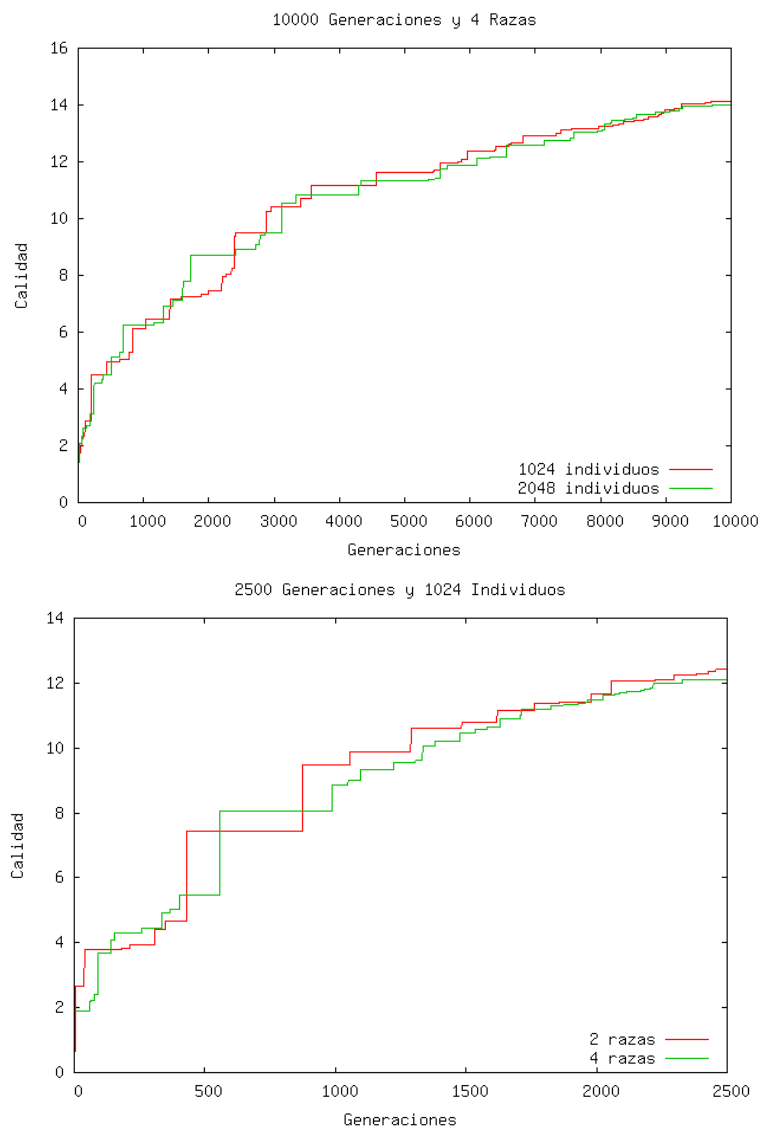 10000 Generaciones y 4 Razas
16
14
12
10
8
6
4
2
0
Calidad
1024 individuos
2048 individuos
0 1000 2000 3000 4000 5000 6000 7000 8000 9000 10000
Generaciones
2500 Generaciones y 1024 Individuos
14
12
10
8
6
4
2
0
Calidad
2 razas
4 razas
0 500 1000 1500 2000 2500
Generaciones